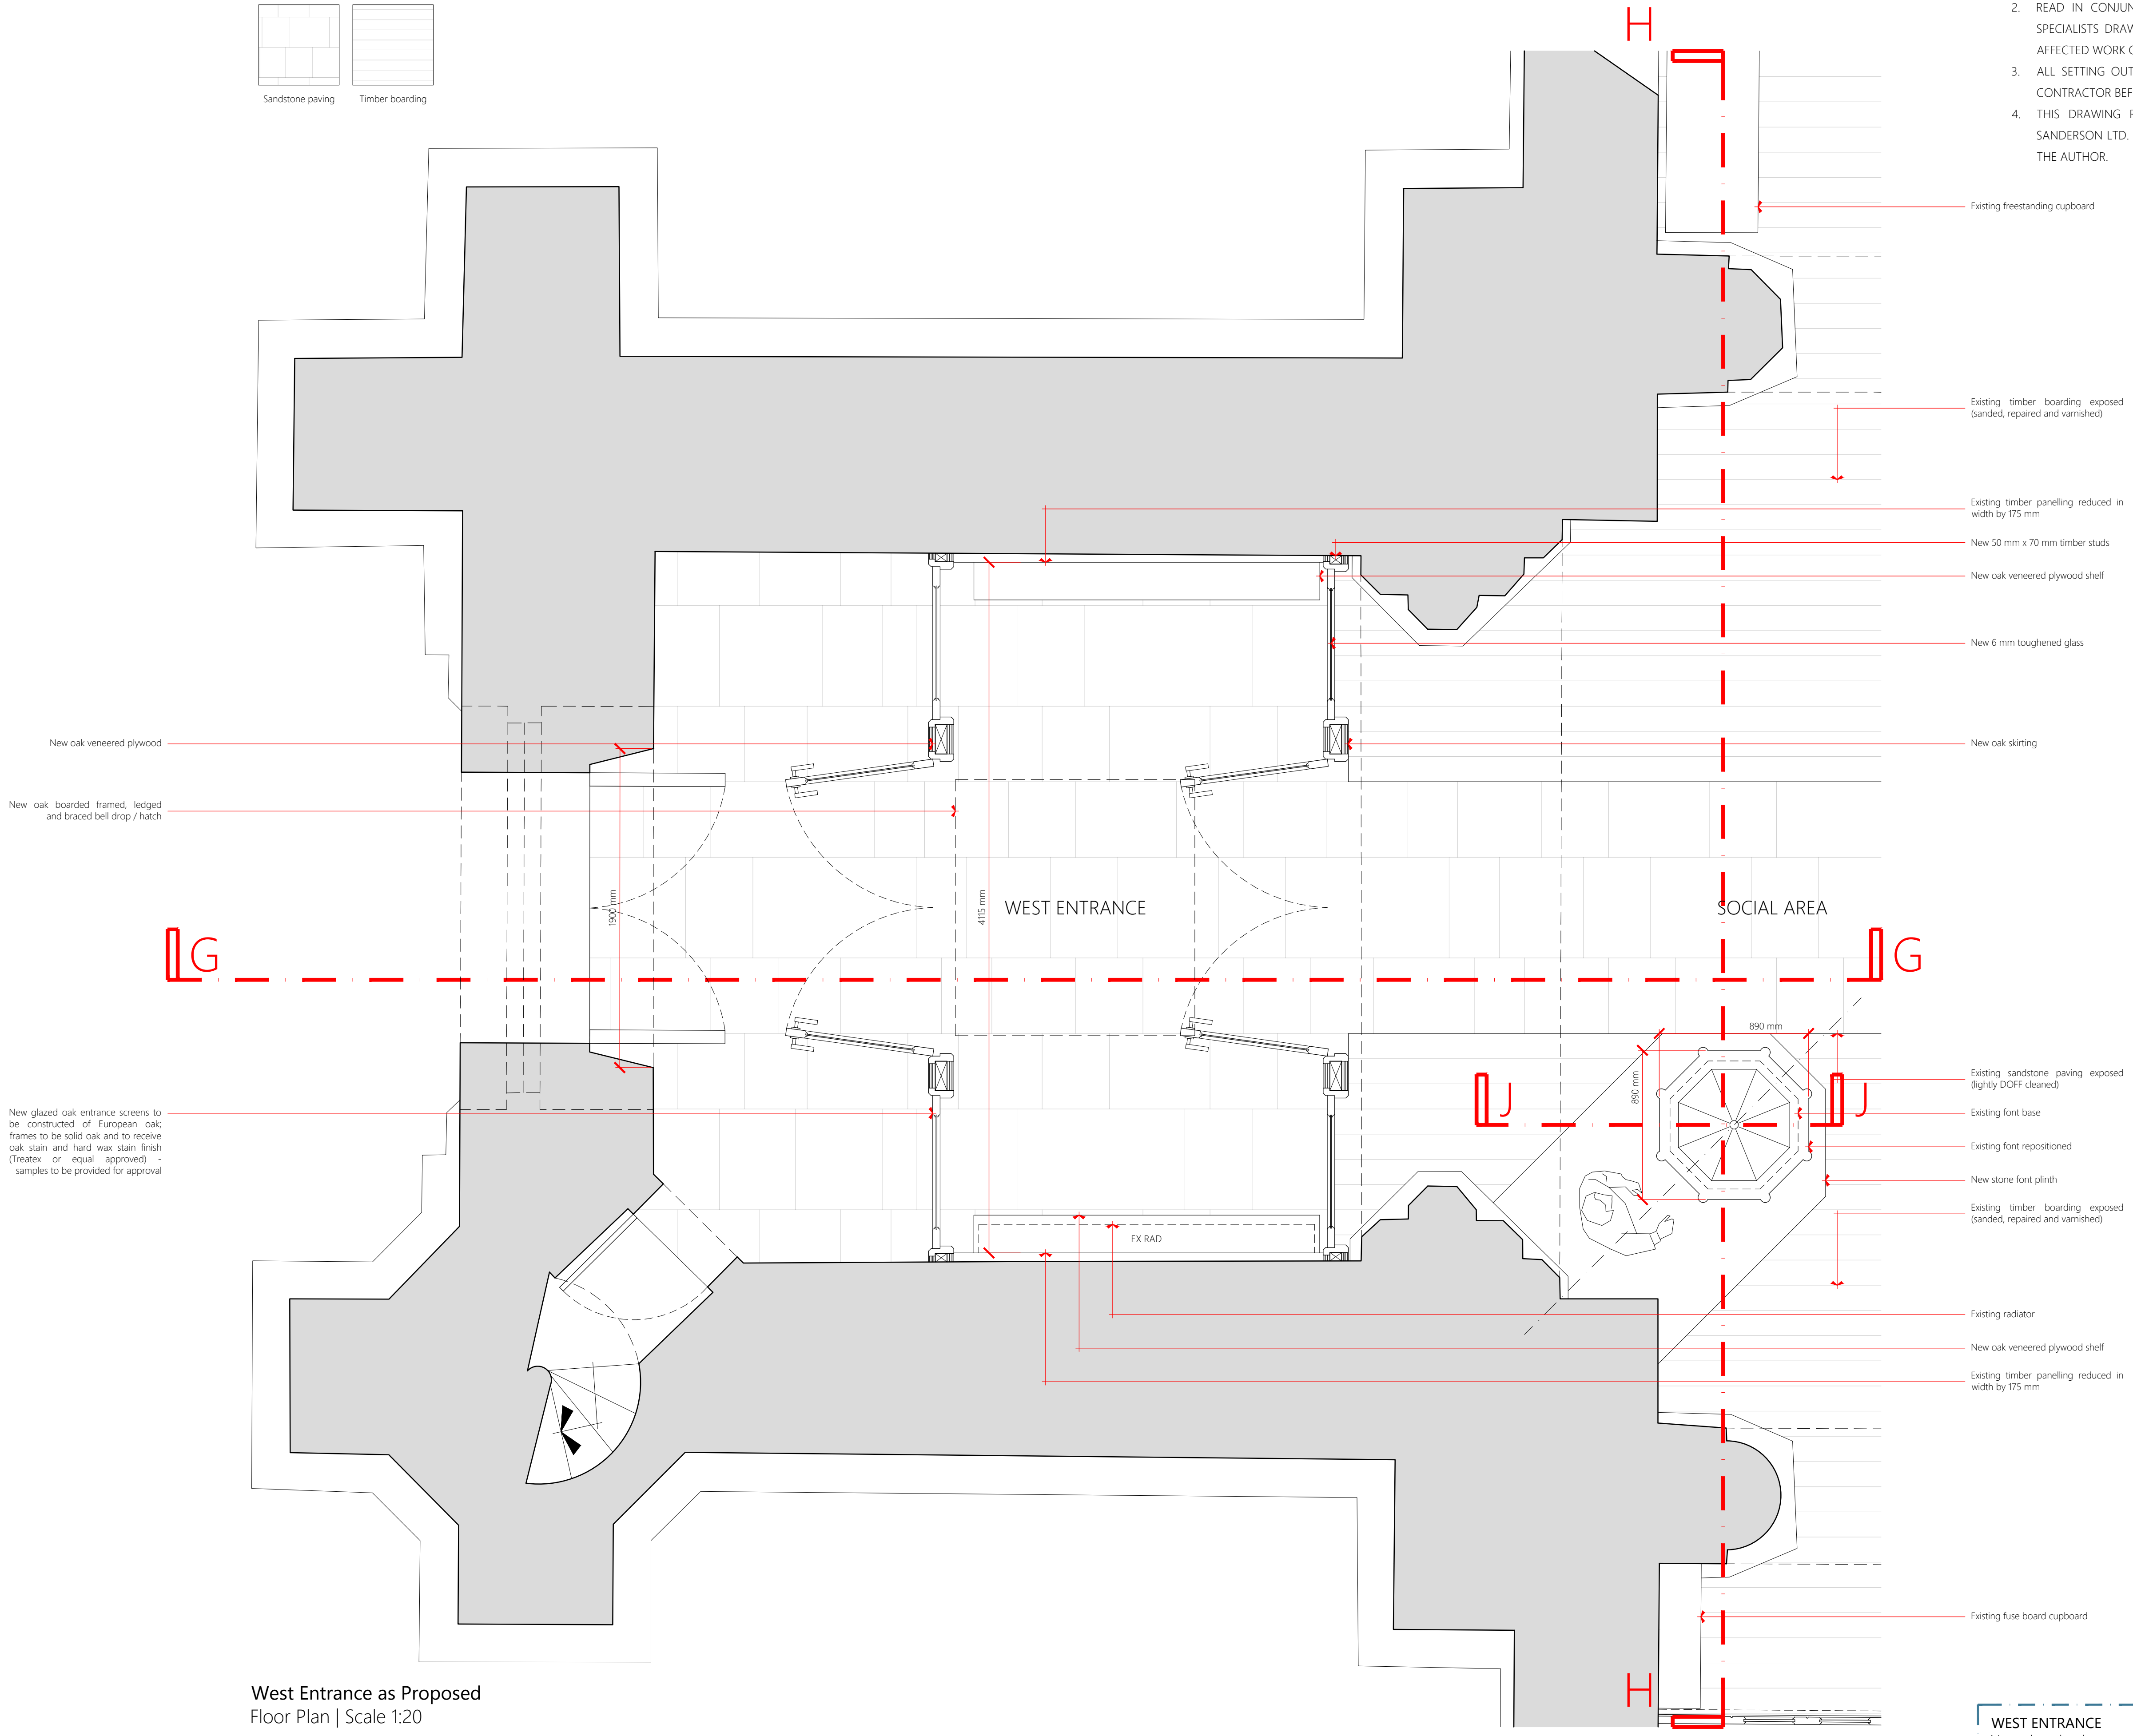 Sandstone paving
Timber boarding
H
2. READ IN CONJUN
SPECIALISTS DRAW
AFFECTED WORK
3. ALL SETTING OUT
CONTRACTOR BEF
4. THIS DRAWING
SANDERSON LTD.
THE AUTHOR.
Existing freestanding cupboard
Existing timber boarding exposed
(sanded, repaired and varnished)
Existing timber panelling reduced in
width by 175 mm
New 50 mm x 70 mm timber studs
New oak veneered plywood shelf
New 6 mm toughened glass
New oak veneered plywood
New oak skirting
New oak boarded framed, ledged
and braced bell drop / hatch
1900 mm
4115 mm
WEST ENTRANCE
SOCIAL AREA
G
G
890 mm
890 mm
J
J
New glazed oak entrance screens to
be constructed of European oak;
frames to be solid oak and to receive
oak stain and hard wax stain finish
(Treatex or equal approved) -
samples to be provided for approval
Existing sandstone paving exposed
(lightly DOFF cleaned)
Existing font base
Existing font repositioned
New stone font plinth
Existing timber boarding exposed
(sanded, repaired and varnished)
EX RAD
Existing radiator
New oak veneered plywood shelf
Existing timber panelling reduced in
width by 175 mm
Existing fuse board cupboard
H
West Entrance as Proposed
Floor Plan | Scale 1:20
WEST ENTRANCE